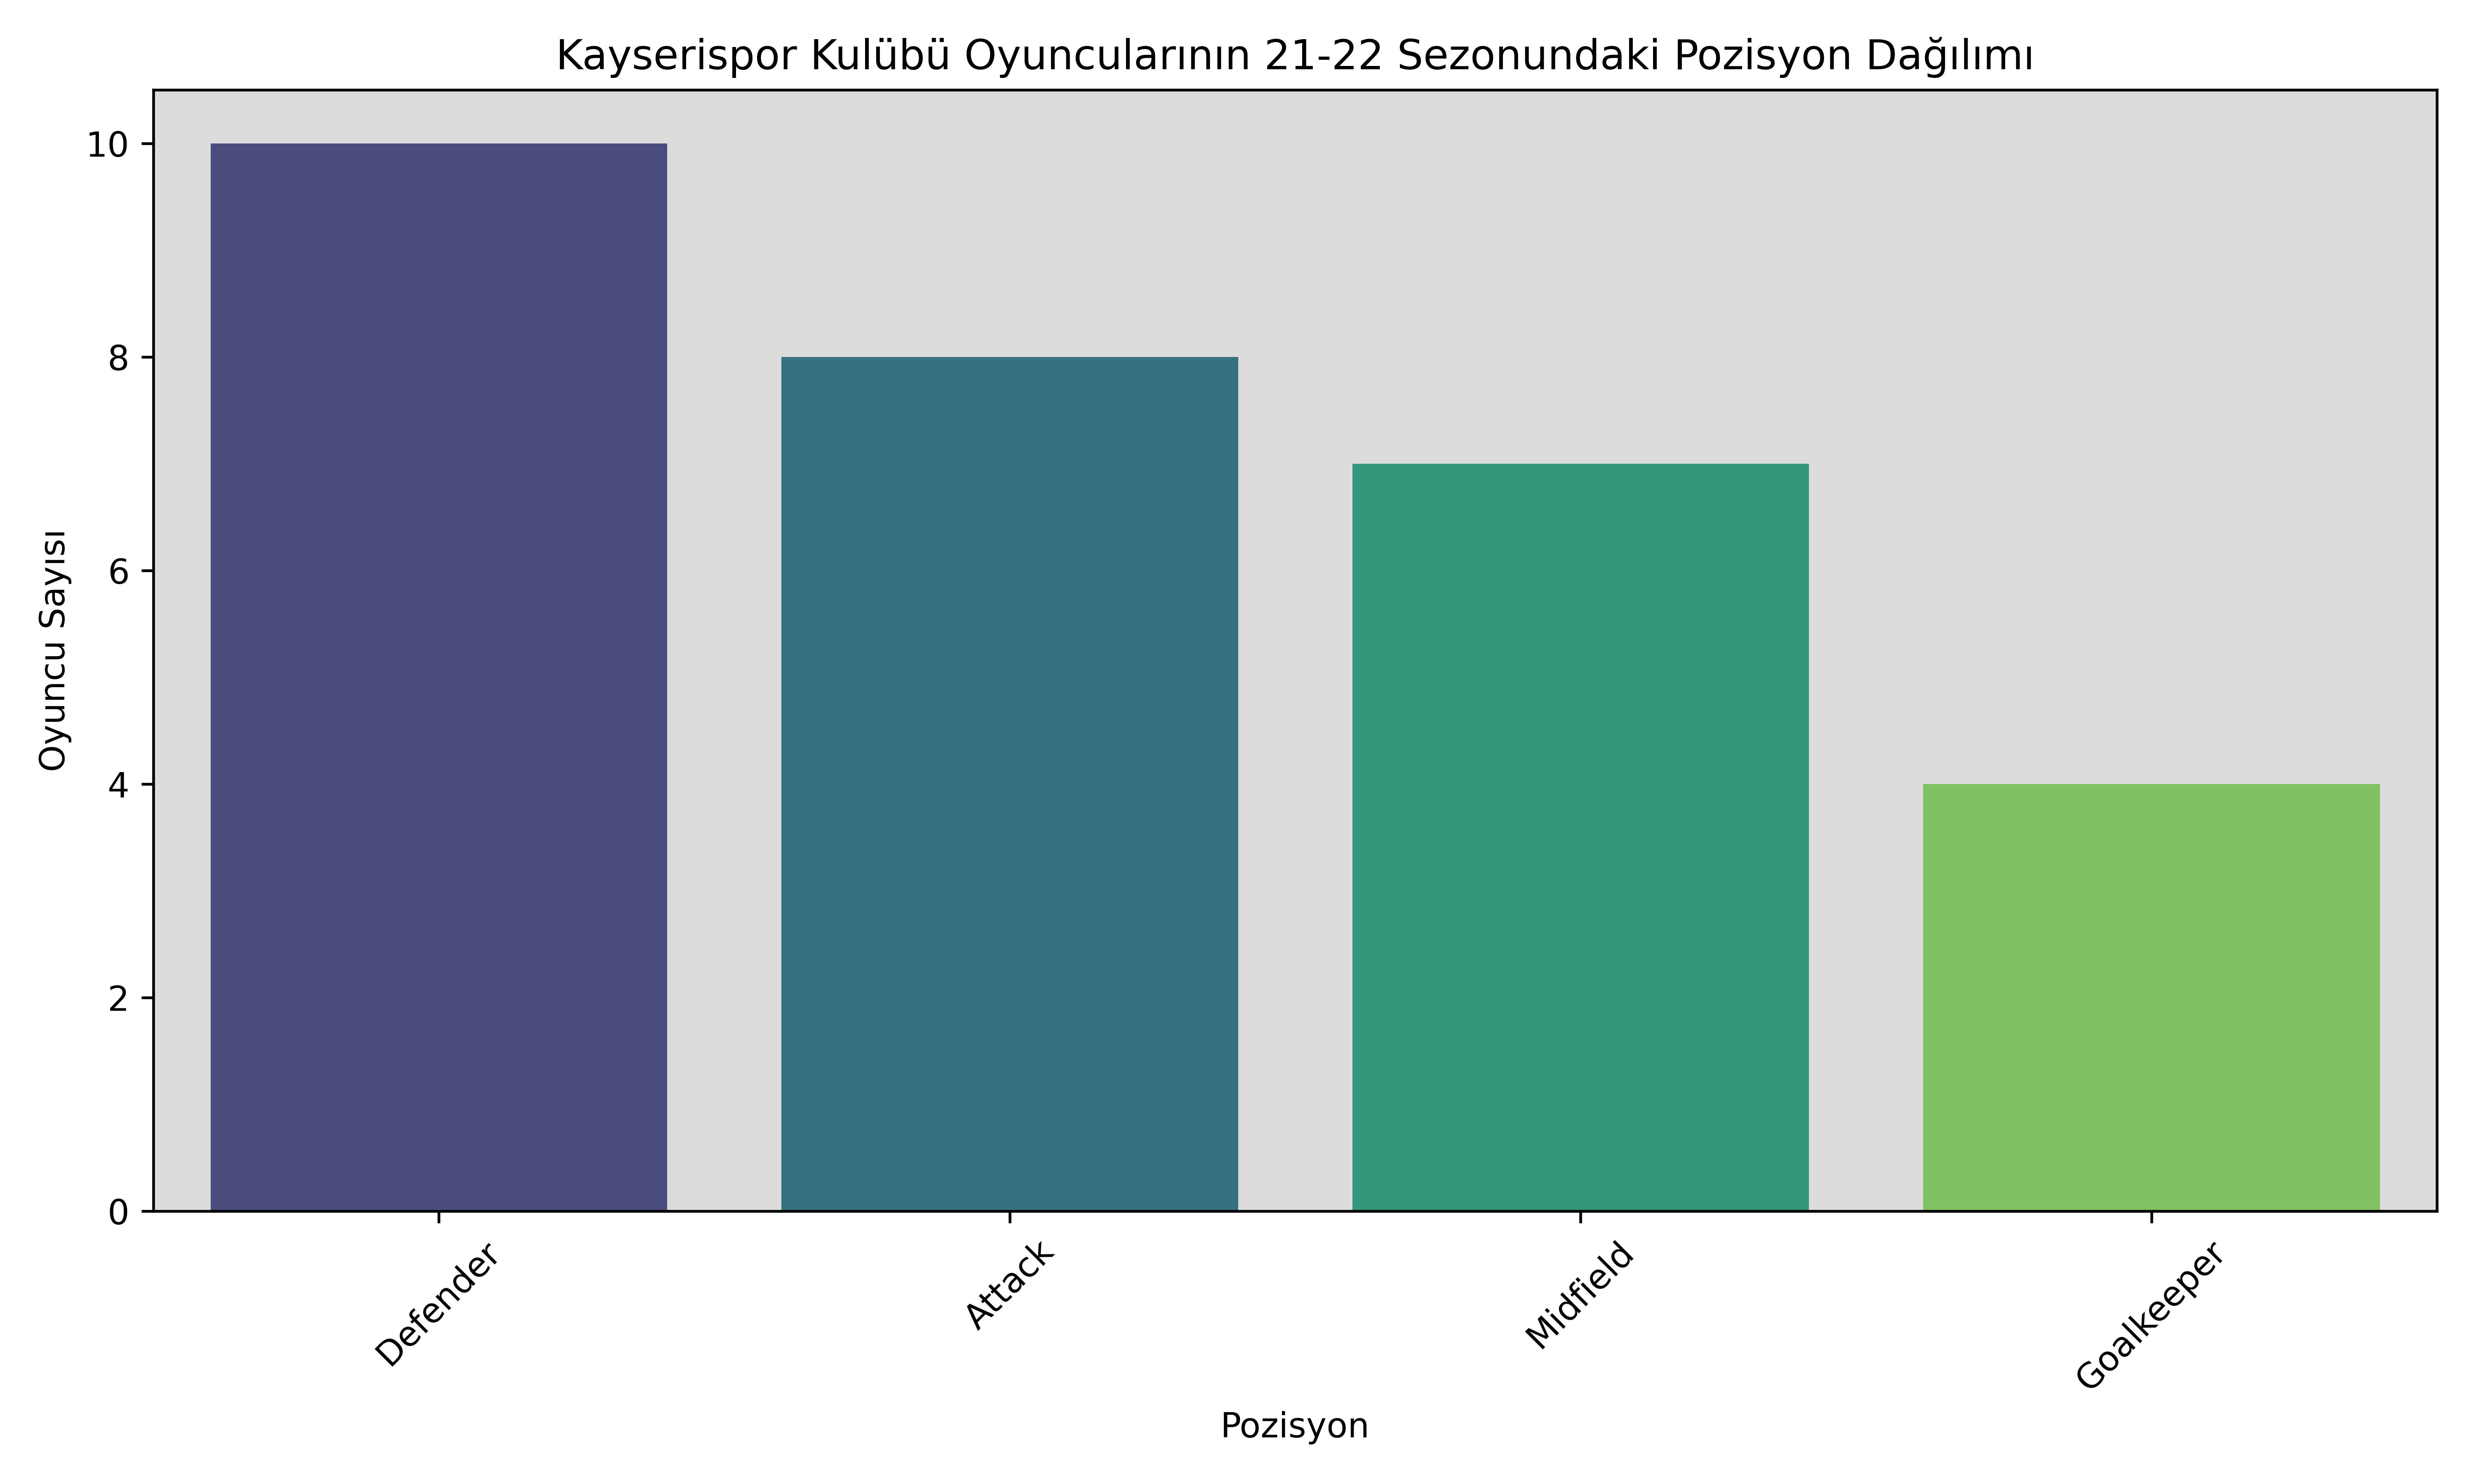 Kayserispor Kulübü Oyuncularının 21-22 Sezonundaki Pozisyon Dağılımı
Oyuncu Sayısı
10
8
6
4
2
0
Defender
Attack
Midfield
Goalkeeper
Pozisyon